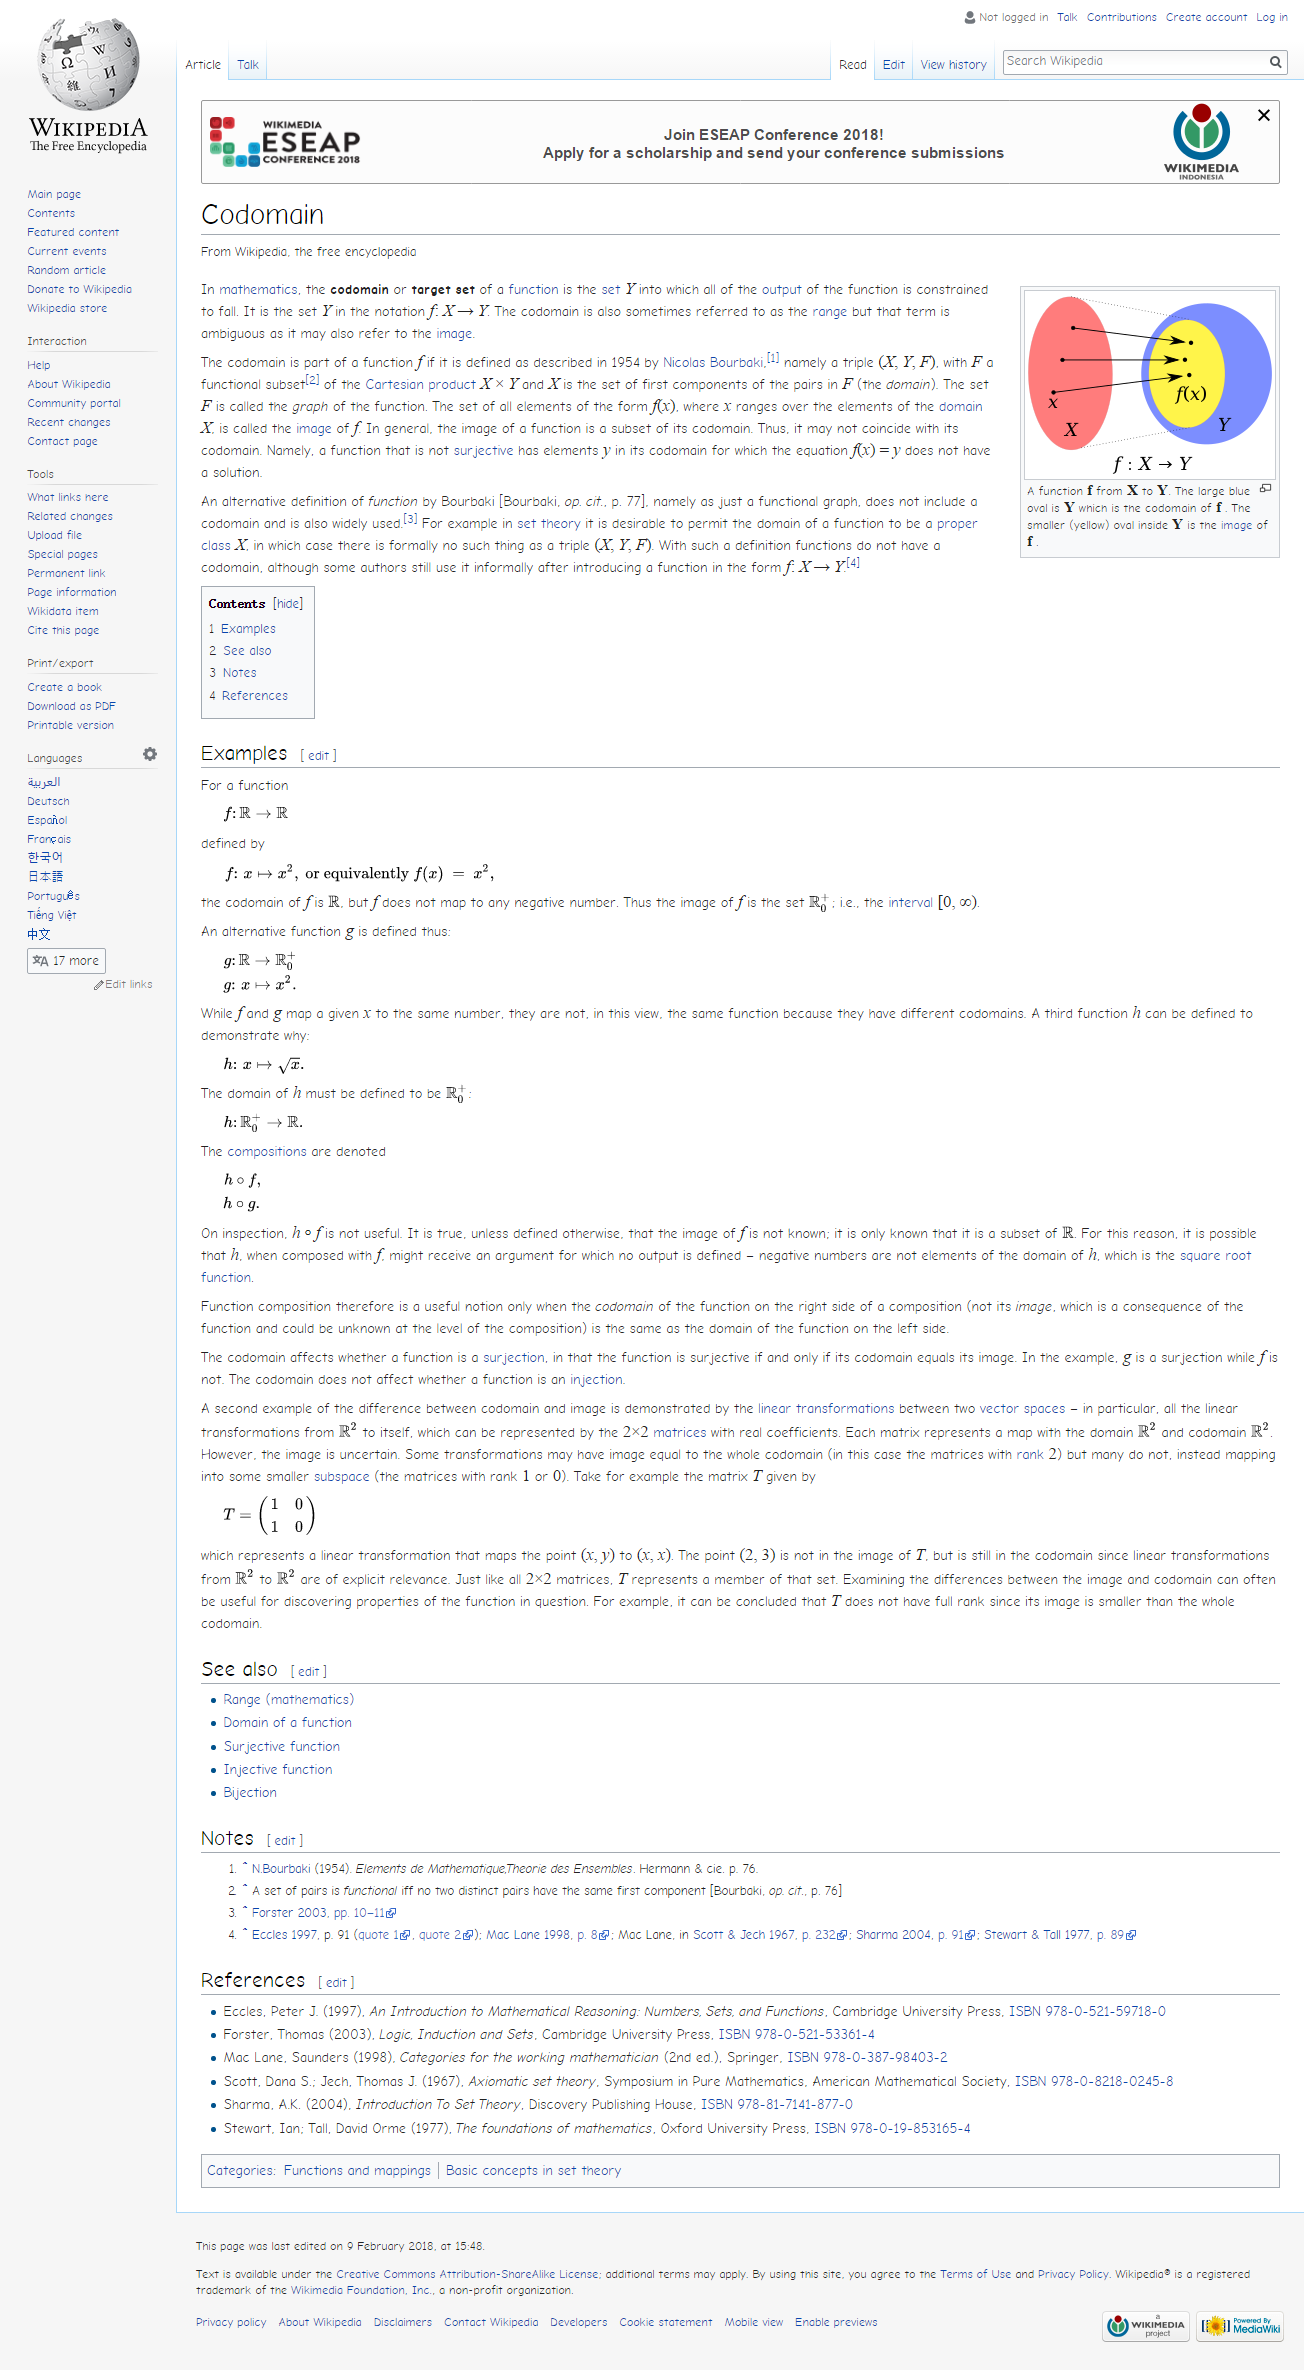 Not logged in Talk Contributions Create account Log in
Article Talk Read Edit View history Search Wikipedia
WIKIPEDIA
The Free Encyclopedia
Main page
Contents
Featured content
Current events
Random article
Donate to Wikipedia
Wikipedia store
Interaction
Help
About Wikipedia
Community portal
Recent changes
Contact page
Tools
What links here
Related changes
Upload file
Special pages
Permanent link
Page information
Wikidata item
Cite this page
Print/export
Create a book
Download as PDF
Printable version
Languages
العربية
Deutsch
Español
Français
한국어
日本語
Português
Tiếng Việt
中文
17 more
Edit links
WIKIMEDIA
ESEAP
CONFERENCE 2018
Join ESEAP Conference 2018!
Apply for a scholarship and send your conference submissions
WIKIMEDIA
INDONESIA
Codomain
From Wikipedia, the free encyclopedia
In mathematics, the codomain or target set of a function is the set Y into which all of the output of the function is constrained
to fall. It is the set Y in the notation f: X → Y. The codomain is also sometimes referred to as the range but that term is
ambiguous as it may also refer to the image.
The codomain is part of a function f if it is defined as described in 1954 by Nicolas Bourbaki,[1] namely a triple (X, Y, F), with F a
functional subset[2] of the Cartesian product X × Y and X is the set of first components of the pairs in F (the domain). The set
F is called the graph of the function. The set of all elements of the form f(x), where x ranges over the elements of the domain
X, is called the image of f. In general, the image of a function is a subset of its codomain. Thus, it may not coincide with its
codomain. Namely, a function that is not surjective has elements y in its codomain for which the equation f(x) = y does not have
a solution.
An alternative definition of function by Bourbaki [Bourbaki, op. cit., p. 77], namely as just a functional graph, does not include a
codomain and is also widely used.[3] For example in set theory it is desirable to permit the domain of a function to be a proper
class X, in which case there is formally no such thing as a triple (X, Y, F). With such a definition functions do not have a
codomain, although some authors still use it informally after introducing a function in the form f: X → Y.[4]
x
X
f(x)
Y
f : X → Y
A function f from X to Y. The large blue
oval is Y which is the codomain of f . The
smaller (yellow) oval inside Y is the image of
f .
Contents [hide]
1 Examples
2 See also
3 Notes
4 References
Examples [ edit ]
For a function
f: ℝ → ℝ
defined by
f: x ↦ x², or equivalently f(x) = x²,
the codomain of f is ℝ, but f does not map to any negative number. Thus the image of f is the set ℝ₀⁺; i.e., the interval [0, ∞).
An alternative function g is defined thus:
g: ℝ → ℝ₀⁺
g: x ↦ x².
While f and g map a given x to the same number, they are not, in this view, the same function because they have different codomains. A third function h can be defined to
demonstrate why:
h: x ↦ √x.
The domain of h must be defined to be ℝ₀⁺:
h: ℝ₀⁺ → ℝ.
The compositions are denoted
h ∘ f,
h ∘ g.
On inspection, h ∘ f is not useful. It is true, unless defined otherwise, that the image of f is not known; it is only known that it is a subset of ℝ. For this reason, it is possible
that h, when composed with f, might receive an argument for which no output is defined – negative numbers are not elements of the domain of h, which is the square root
function.
Function composition therefore is a useful notion only when the codomain of the function on the right side of a composition (not its image, which is a consequence of the
function and could be unknown at the level of the composition) is the same as the domain of the function on the left side.
The codomain affects whether a function is a surjection, in that the function is surjective if and only if its codomain equals its image. In the example, g is a surjection while f is
not. The codomain does not affect whether a function is an injection.
A second example of the difference between codomain and image is demonstrated by the linear transformations between two vector spaces – in particular, all the linear
transformations from ℝ² to itself, which can be represented by the 2×2 matrices with real coefficients. Each matrix represents a map with the domain ℝ² and codomain ℝ².
However, the image is uncertain. Some transformations may have image equal to the whole codomain (in this case the matrices with rank 2) but many do not, instead mapping
into some smaller subspace (the matrices with rank 1 or 0). Take for example the matrix T given by
1 0
T =
1 0
which represents a linear transformation that maps the point (x, y) to (x, x). The point (2, 3) is not in the image of T, but is still in the codomain since linear transformations
from ℝ² to ℝ² are of explicit relevance. Just like all 2×2 matrices, T represents a member of that set. Examining the differences between the image and codomain can often
be useful for discovering properties of the function in question. For example, it can be concluded that T does not have full rank since its image is smaller than the whole
codomain.
See also [ edit ]
Range (mathematics)
Domain of a function
Surjective function
Injective function
Bijection
Notes [ edit ]
1. ^ N.Bourbaki (1954). Elements de Mathematique,Theorie des Ensembles. Hermann & cie. p. 76.
2. ^ A set of pairs is functional iff no two distinct pairs have the same first component [Bourbaki, op. cit., p. 76]
3. ^ Forster 2003, pp. 10–11
4. ^ Eccles 1997, p. 91 (quote 1, quote 2); Mac Lane 1998, p. 8; Mac Lane, in Scott & Jech 1967, p. 232; Sharma 2004, p. 91; Stewart & Tall 1977, p. 89
References [ edit ]
Eccles, Peter J. (1997), An Introduction to Mathematical Reasoning: Numbers, Sets, and Functions, Cambridge University Press, ISBN 978-0-521-59718-0
Forster, Thomas (2003), Logic, Induction and Sets, Cambridge University Press, ISBN 978-0-521-53361-4
Mac Lane, Saunders (1998), Categories for the working mathematician (2nd ed.), Springer, ISBN 978-0-387-98403-2
Scott, Dana S.; Jech, Thomas J. (1967), Axiomatic set theory, Symposium in Pure Mathematics, American Mathematical Society, ISBN 978-0-8218-0245-8
Sharma, A.K. (2004), Introduction To Set Theory, Discovery Publishing House, ISBN 978-81-7141-877-0
Stewart, Ian; Tall, David Orme (1977), The foundations of mathematics, Oxford University Press, ISBN 978-0-19-853165-4
Categories: Functions and mappings | Basic concepts in set theory
This page was last edited on 9 February 2018, at 15:48.
Text is available under the Creative Commons Attribution-ShareAlike License; additional terms may apply. By using this site, you agree to the Terms of Use and Privacy Policy. Wikipedia® is a registered
trademark of the Wikimedia Foundation, Inc., a non-profit organization.
Privacy policy About Wikipedia Disclaimers Contact Wikipedia Developers Cookie statement Mobile view Enable previews
a
WIKIMEDIA
project
Powered By
MediaWiki